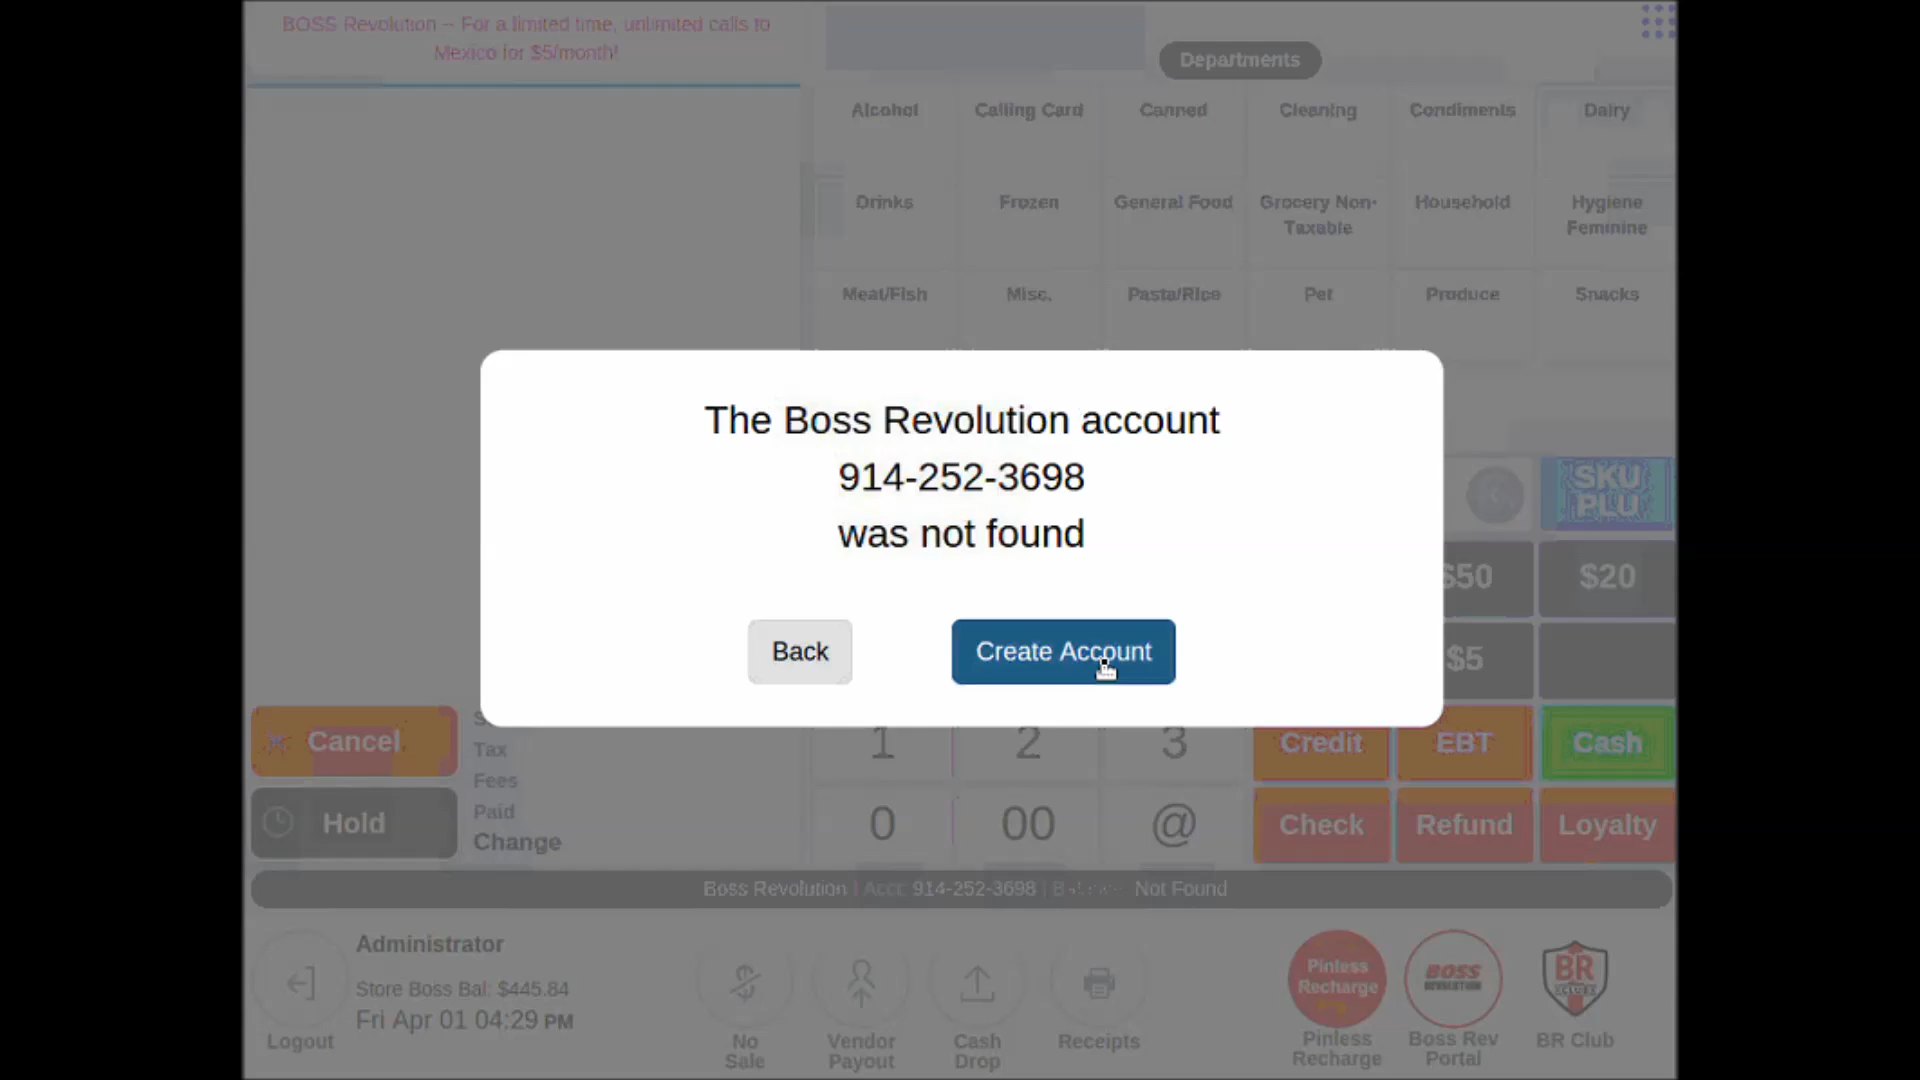 BOSS Revolution – For a limited time, unlimited calls to
Mexico for $5/month!
Departments
Alcohol
Calling Card
Canned
Cleaning
Condiments
Dairy
Drinks
Frozen
General Food
Grocery Non-
Taxable
Household
Hygiene
Feminine
Meat/Fish
Misc.
Pasta/Rice
Pet
Produce
Snacks
The Boss Revolution account
914-252-3698
was not found
Back
Create Account
SKU
PLU
$50
$20
$5
Cancel
Hold
Tax
Fees
Paid
Change
1
2
3
Credit
EBT
Cash
0
00
@
Check
Refund
Loyalty
Boss Revolution | Acct: 914-252-3698 | Not Found
Logout
Administrator
Store Boss Bal: $445.84
Fri Apr 01 04:29 PM
No
Sale
Vendor
Payout
Cash
Drop
Receipts
Pinless
Recharge
Pinless
Recharge
BOSS
REVOLUTION
Boss Rev
Portal
BR
CLUB
BR Club